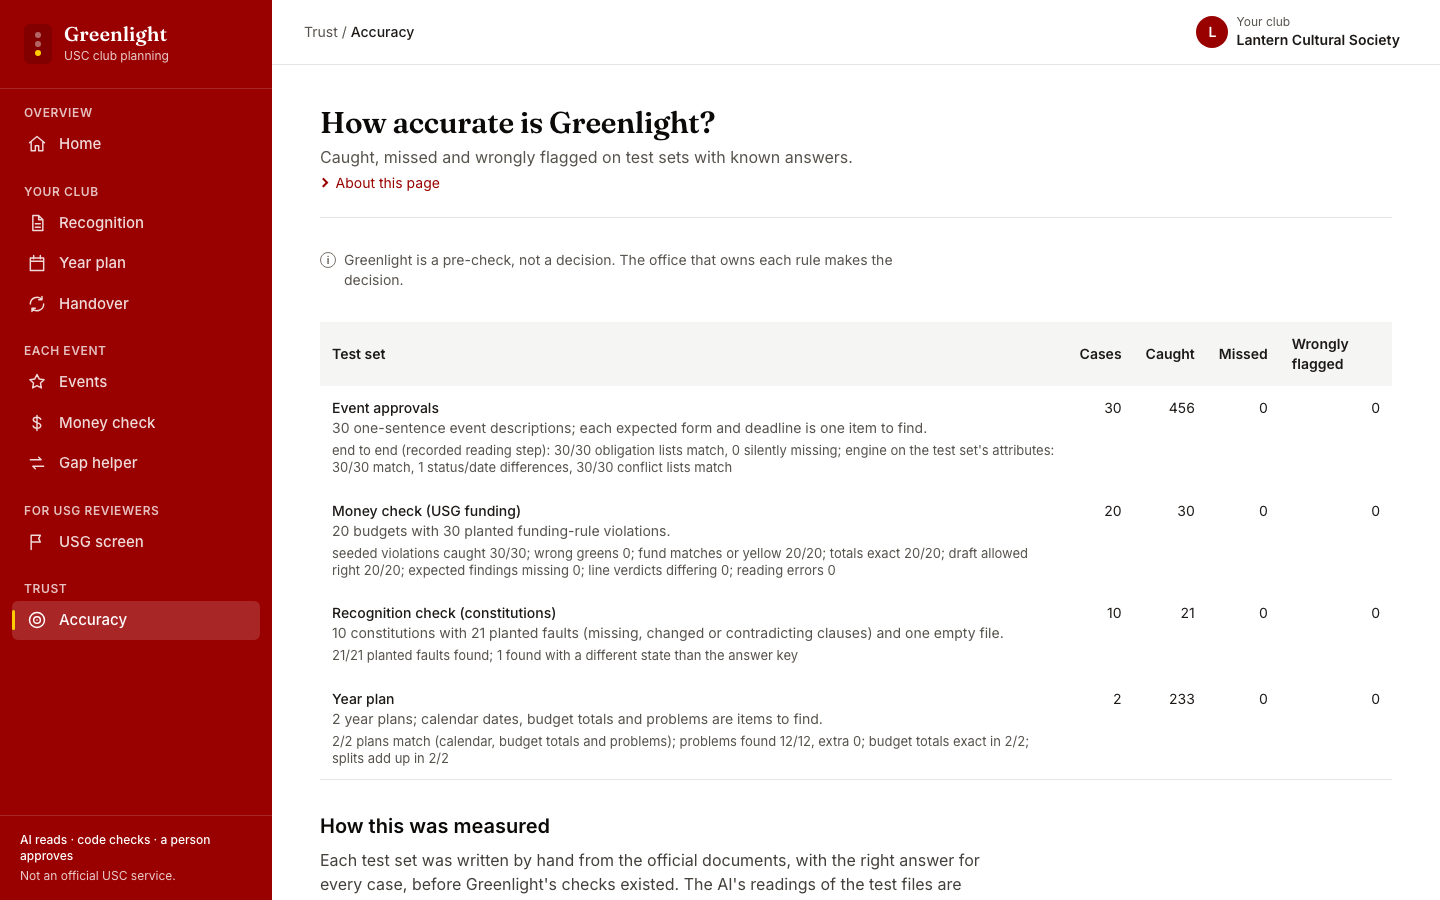 Greenlight
USC club planning
OVERVIEW
Home
YOUR CLUB
Recognition
Year plan
Handover
EACH EVENT
Events
Money check
Gap helper
FOR USG REVIEWERS
USG screen
TRUST
Accuracy
AI reads · code checks · a person
approves
Not an official USC service.
Trust / Accuracy
L
Your club
Lantern Cultural Society
How accurate is Greenlight?
Caught, missed and wrongly flagged on test sets with known answers.
About this page
Greenlight is a pre-check, not a decision. The office that owns each rule makes the
decision.
Test set Cases Caught Missed Wrongly
flagged
Event approvals 30 456 0 0
30 one-sentence event descriptions; each expected form and deadline is one item to find.
end to end (recorded reading step): 30/30 obligation lists match, 0 silently missing; engine on the test set's attributes:
30/30 match, 1 status/date differences, 30/30 conflict lists match
Money check (USG funding) 20 30 0 0
20 budgets with 30 planted funding-rule violations.
seeded violations caught 30/30; wrong greens 0; fund matches or yellow 20/20; totals exact 20/20; draft allowed
right 20/20; expected findings missing 0; line verdicts differing 0; reading errors 0
Recognition check (constitutions) 10 21 0 0
10 constitutions with 21 planted faults (missing, changed or contradicting clauses) and one empty file.
21/21 planted faults found; 1 found with a different state than the answer key
Year plan 2 233 0 0
2 year plans; calendar dates, budget totals and problems are items to find.
2/2 plans match (calendar, budget totals and problems); problems found 12/12, extra 0; budget totals exact in 2/2;
splits add up in 2/2
How this was measured
Each test set was written by hand from the official documents, with the right answer for
every case, before Greenlight's checks existed. The AI's readings of the test files are